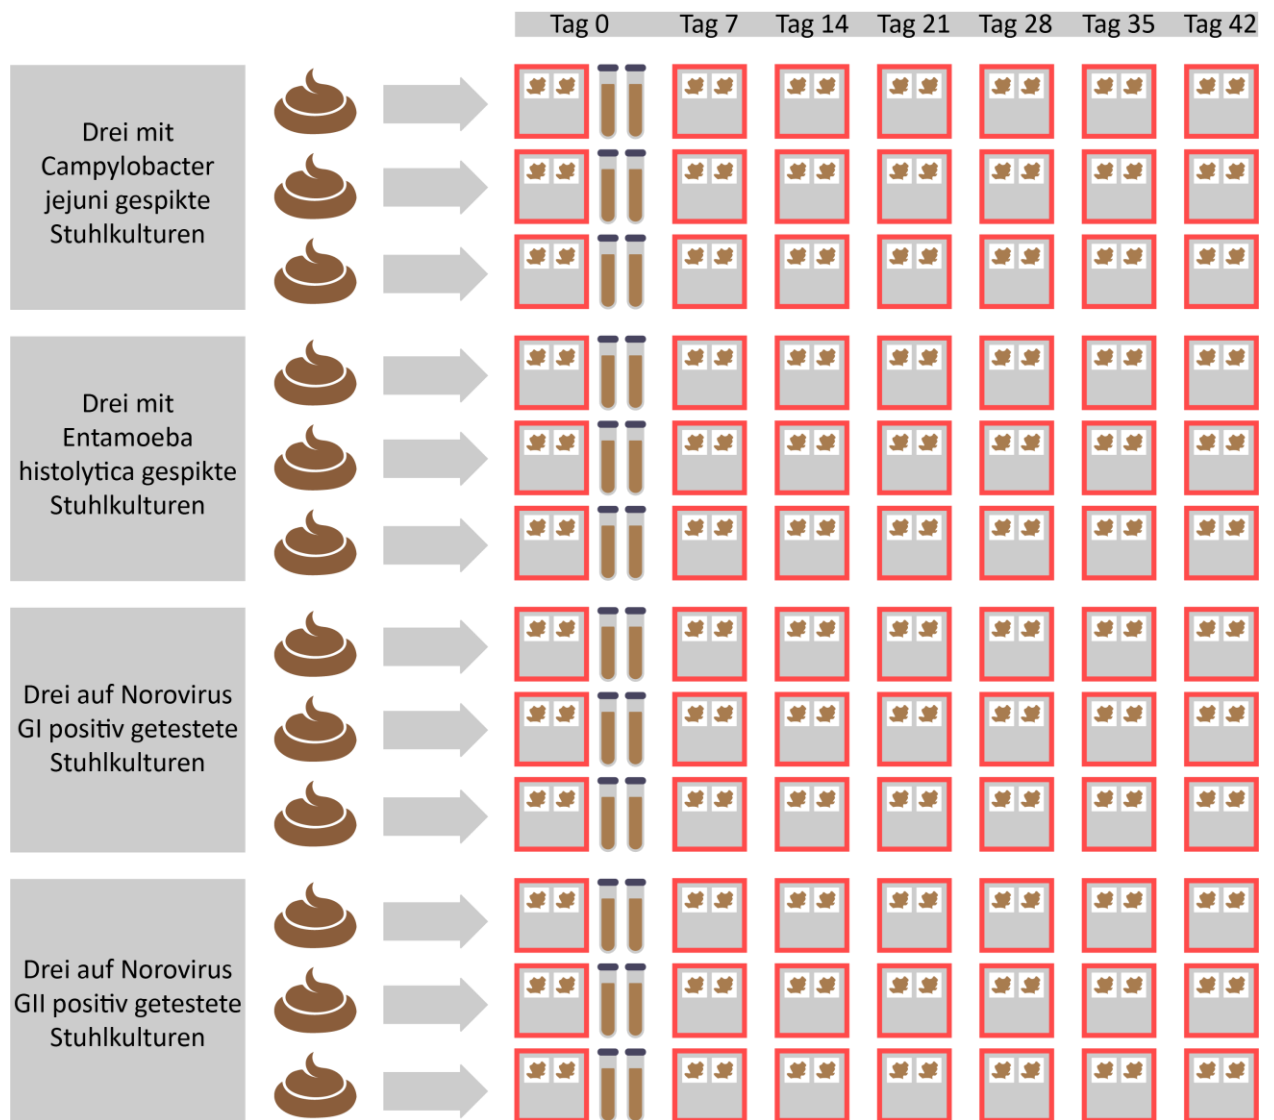 Tag 0 Tag 7 Tag 14 Tag 21 Tag 28 Tag 35 Tag 42
Drei mit
Campylobacter
jejuni gespikte
Stuhlkulturen
Drei mit
Entamoeba
histolytica gespikte
Stuhlkulturen
Drei auf Norovirus
GI positiv getestete
Stuhlkulturen
Drei auf Norovirus
GII positiv getestete
Stuhlkulturen